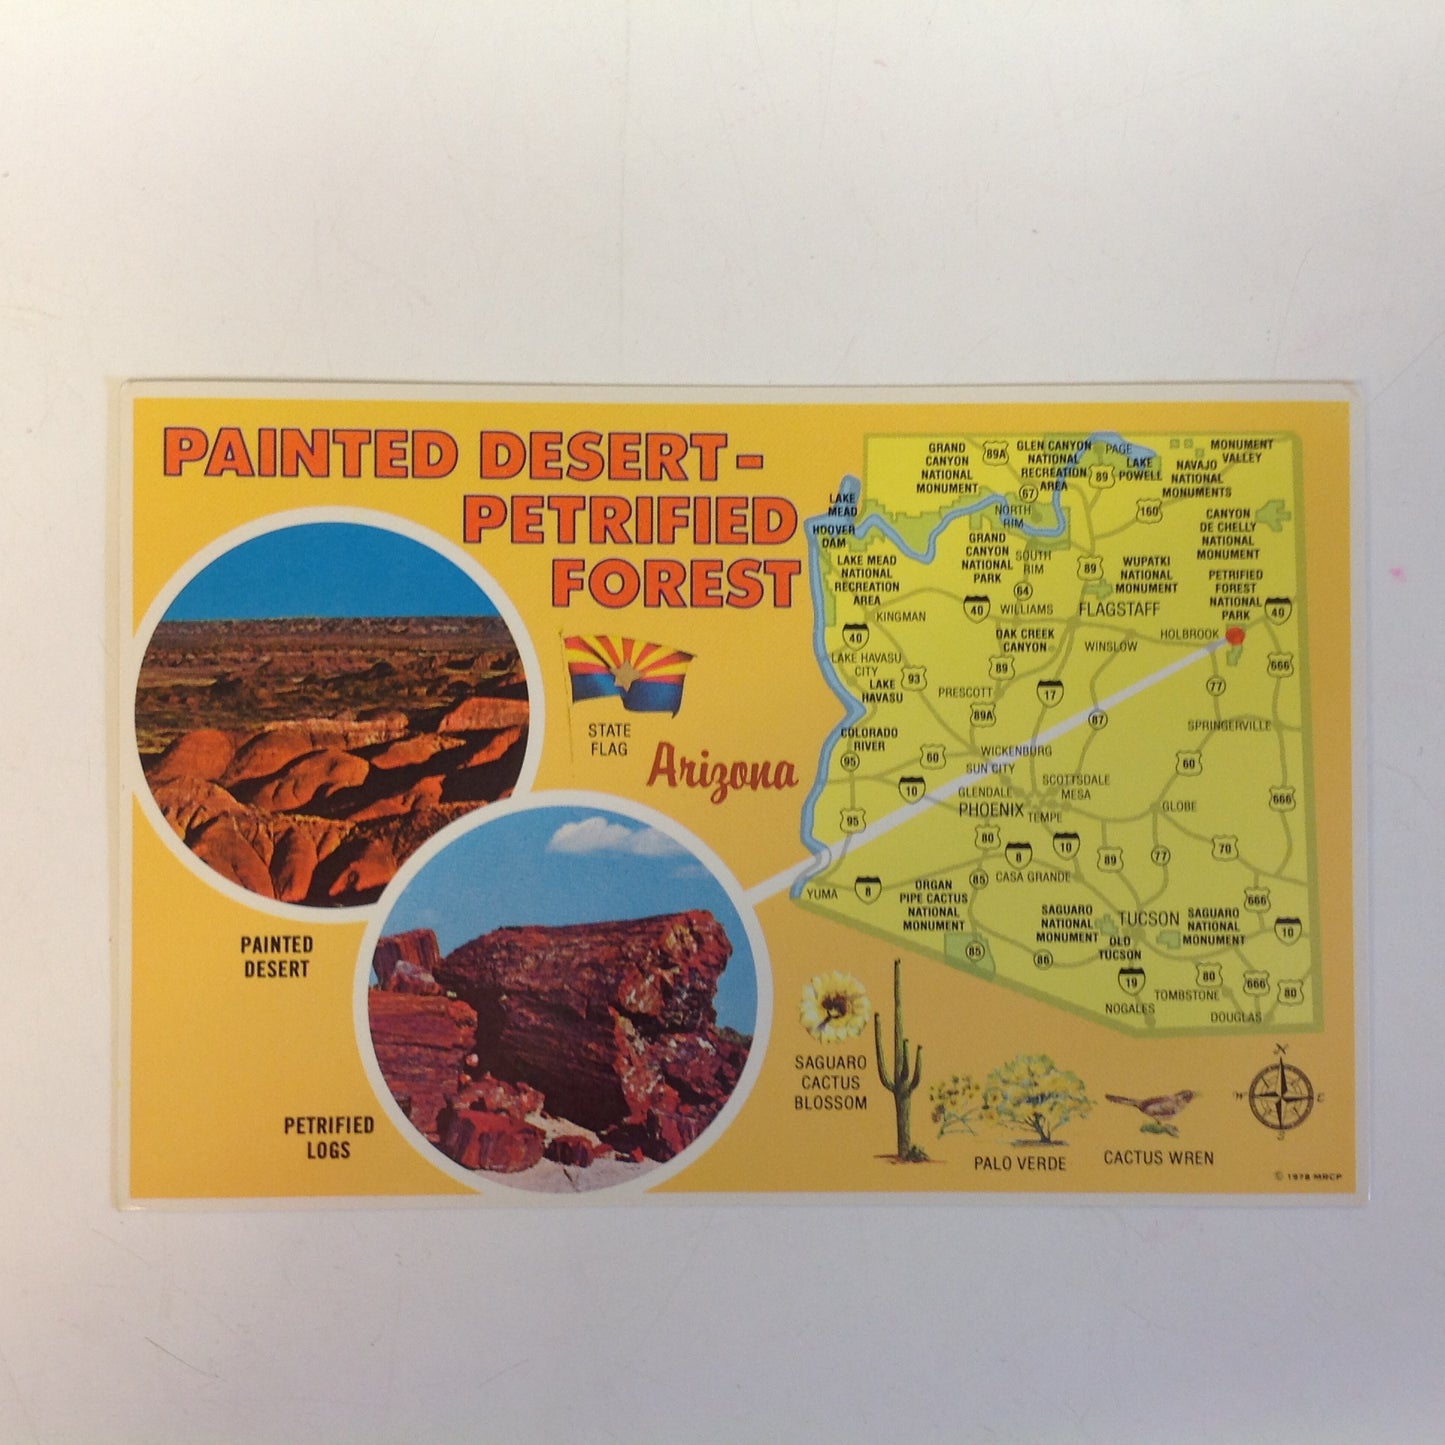 PAINTED DESERT-
PETRIFIED
FOREST
STATE
FLAG
Arizona
PAINTED
DESERT
PETRIFIED
LOGS
GRAND
CANYON
NATIONAL
MONUMENT
89A
GLEN CANYON
NATIONAL
RECREATION
AREA
PAGE
LAKE
POWELL
89
67
MONUMENT
VALLEY
NAVAJO
NATIONAL
MONUMENTS
160
CANYON
DE CHELLY
NATIONAL
MONUMENT
LAKE
MEAD
HOOVER
DAM
NORTH
RIM
GRAND
CANYON
NATIONAL
PARK
SOUTH
RIM
64
89
WUPATKI
NATIONAL
MONUMENT
PETRIFIED
FOREST
NATIONAL
PARK
40
LAKE MEAD
NATIONAL
RECREATION
AREA
KINGMAN
40
40
WILLIAMS
FLAGSTAFF
OAK CREEK
CANYON
WINSLOW
HOLBROOK
LAKE HAVASU
CITY
LAKE
HAVASU
93
89
PRESCOTT
89A
17
87
77
666
SPRINGERVILLE
COLORADO
RIVER
95
60
WICKENBURG
SUN CITY
60
10
GLENDALE
PHOENIX
SCOTTSDALE
MESA
TEMPE
GLOBE
666
95
80
8
10
89
77
70
YUMA
8
85
CASA GRANDE
666
ORGAN
PIPE CACTUS
NATIONAL
MONUMENT
SAGUARO
NATIONAL
MONUMENT
TUCSON
OLD
TUCSON
SAGUARO
NATIONAL
MONUMENT
10
85
86
19
NOGALES
TOMBSTONE
80
666
80
DOUGLAS
SAGUARO
CACTUS
BLOSSOM
PALO VERDE
CACTUS WREN
N
W
E
S
© 1978 MRCP